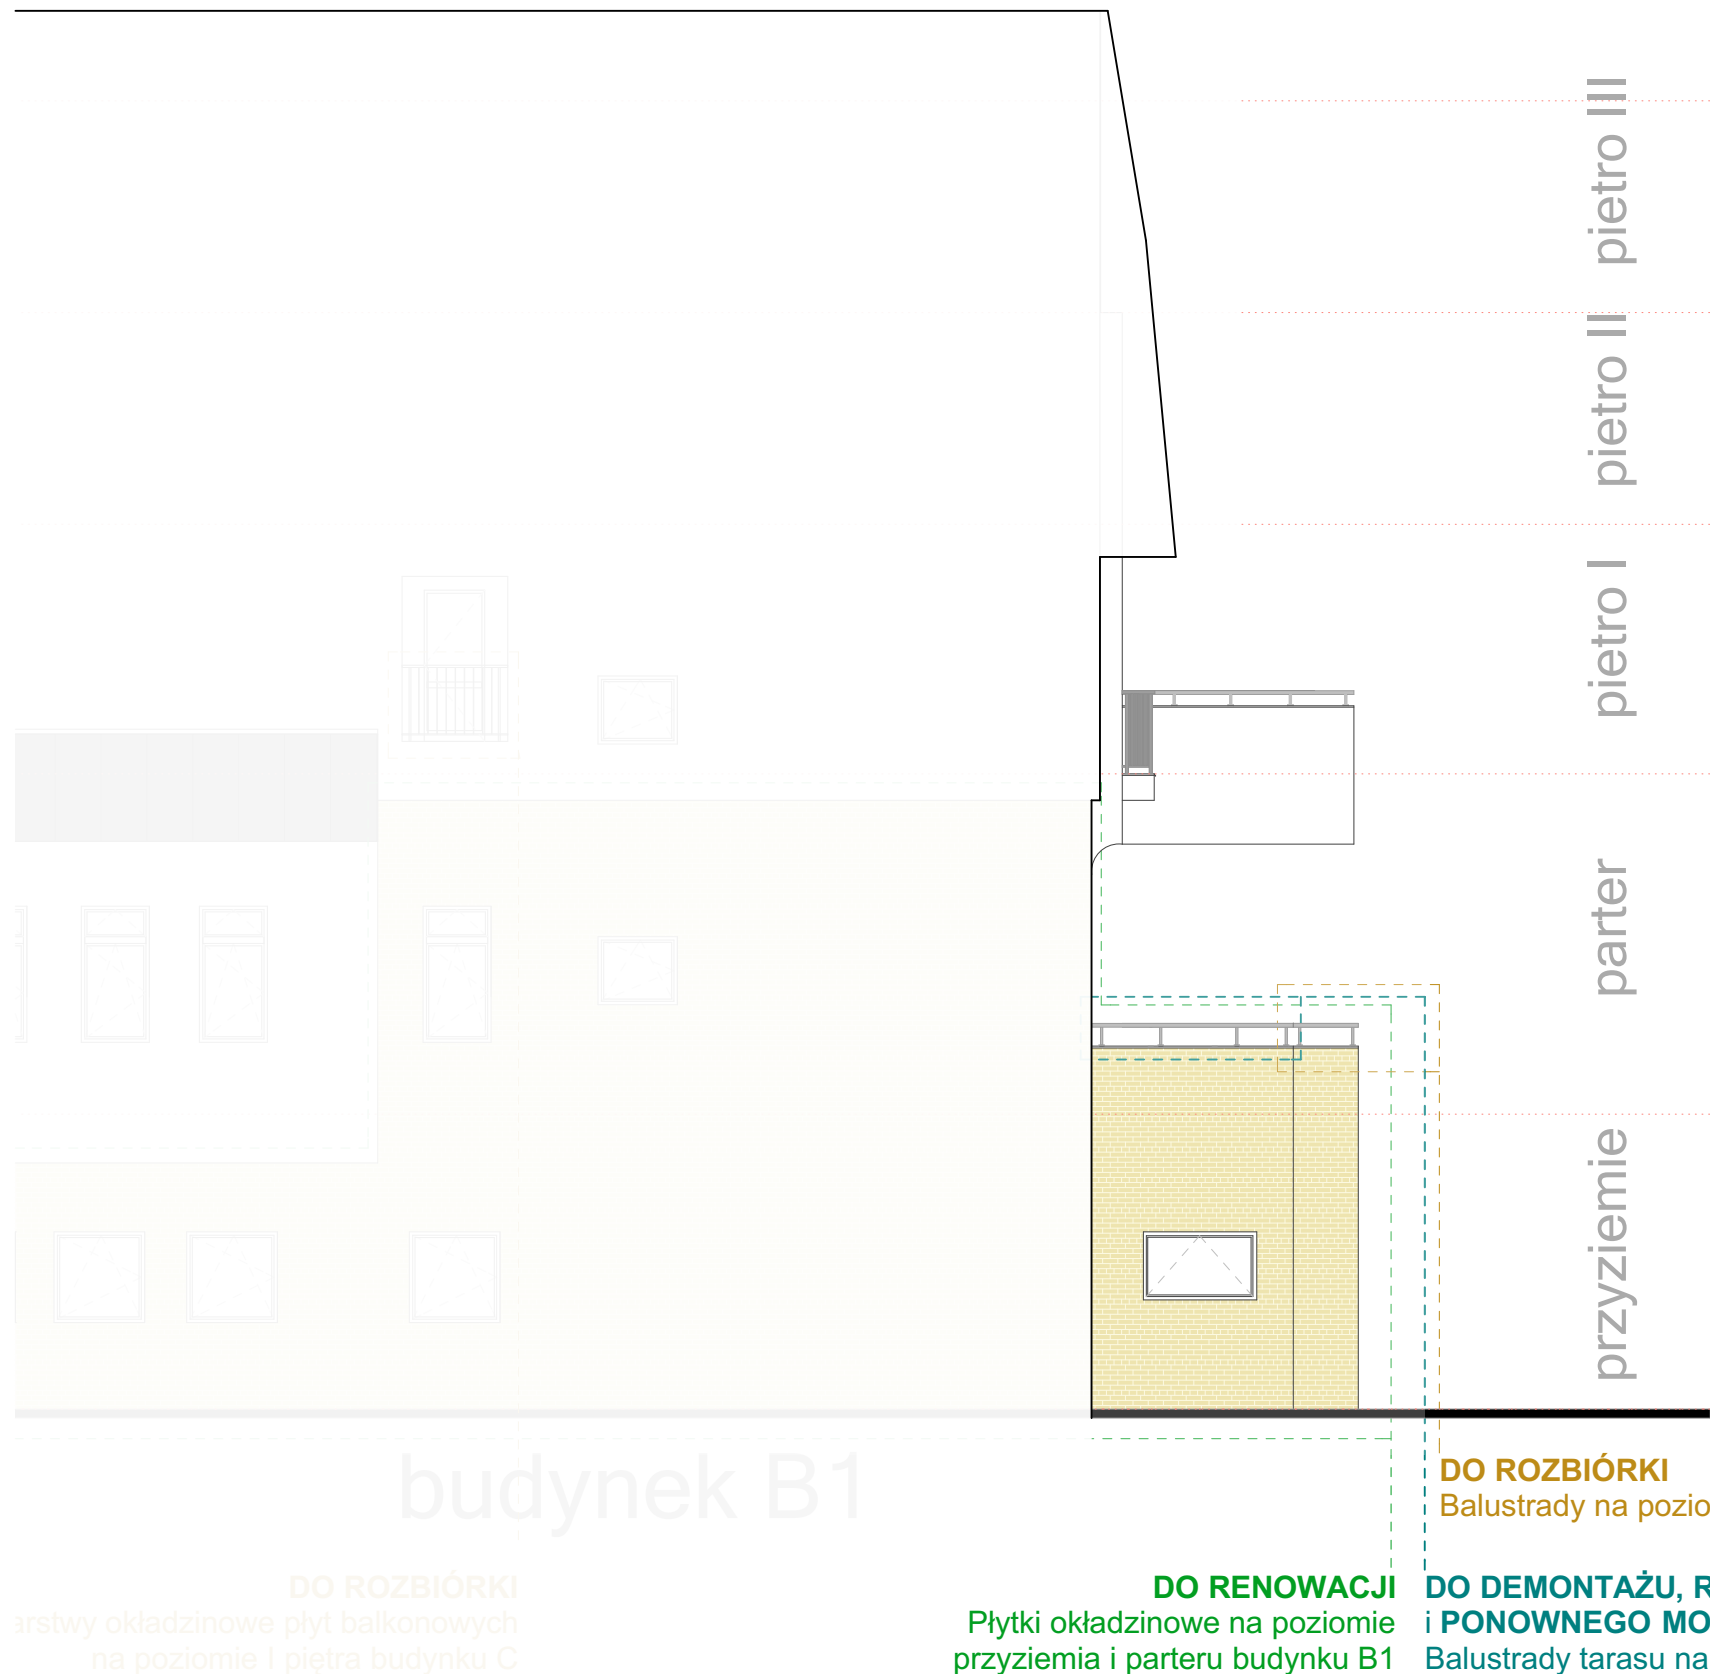 pietro III
pietro II
pietro I
parter
przyziemie
budynek B1
DO ROZBIÓRKI
Balustrady na pozio
DO ROZBIÓRKI
arstwy okładzinowe płyt balkonowych
na poziomie I piętra budynku C
DO RENOWACJI
Płytki okładzinowe na poziomie
przyziemia i parteru budynku B1
DO DEMONTAŻU, R
i PONOWNEGO MO
Balustrady tarasu na